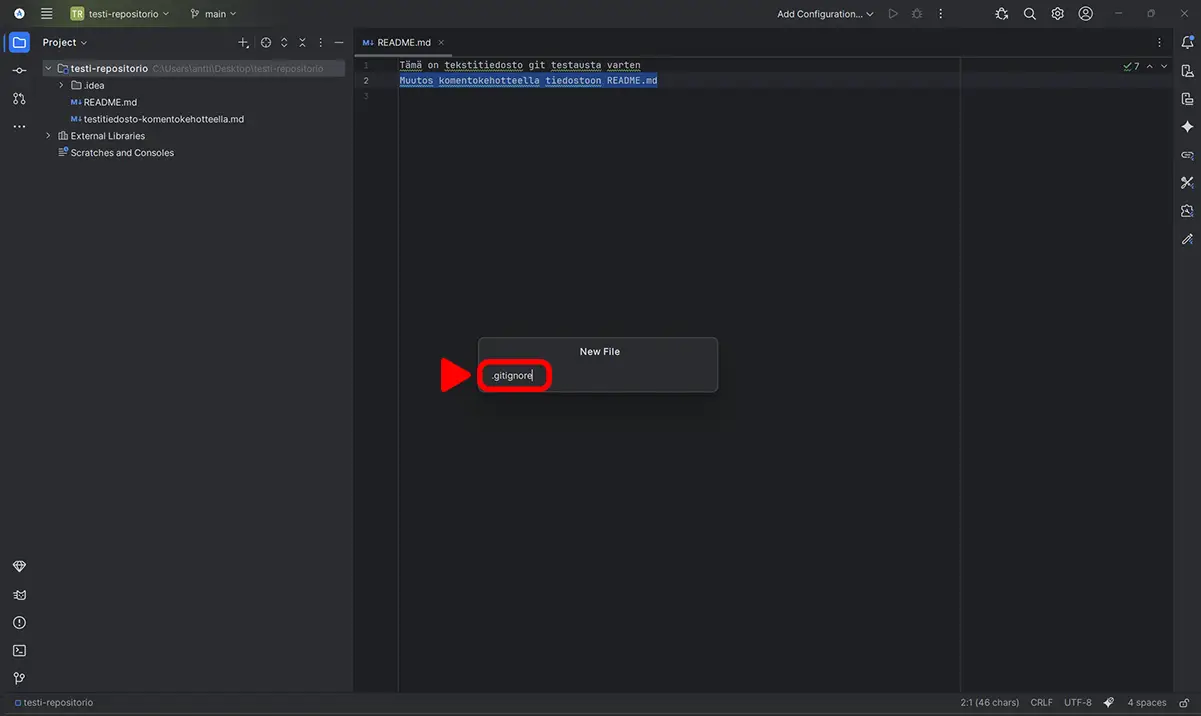 TR testi-repositorio
main
Add Configuration...
Project
testi-repositorio C:\Users\antti\Desktop\testi-repositorio
.idea
M↓ README.md
M↓ testitiedosto-komentokehotteella.md
External Libraries
Scratches and Consoles
M↓ README.md
1 Tämä on tekstitiedosto git testausta varten
2 Muutos komentokehotteella tiedostoon README.md
3
7
New File
.gitignore
testi-repositorio
2:1 (46 chars) CRLF UTF-8 4 spaces